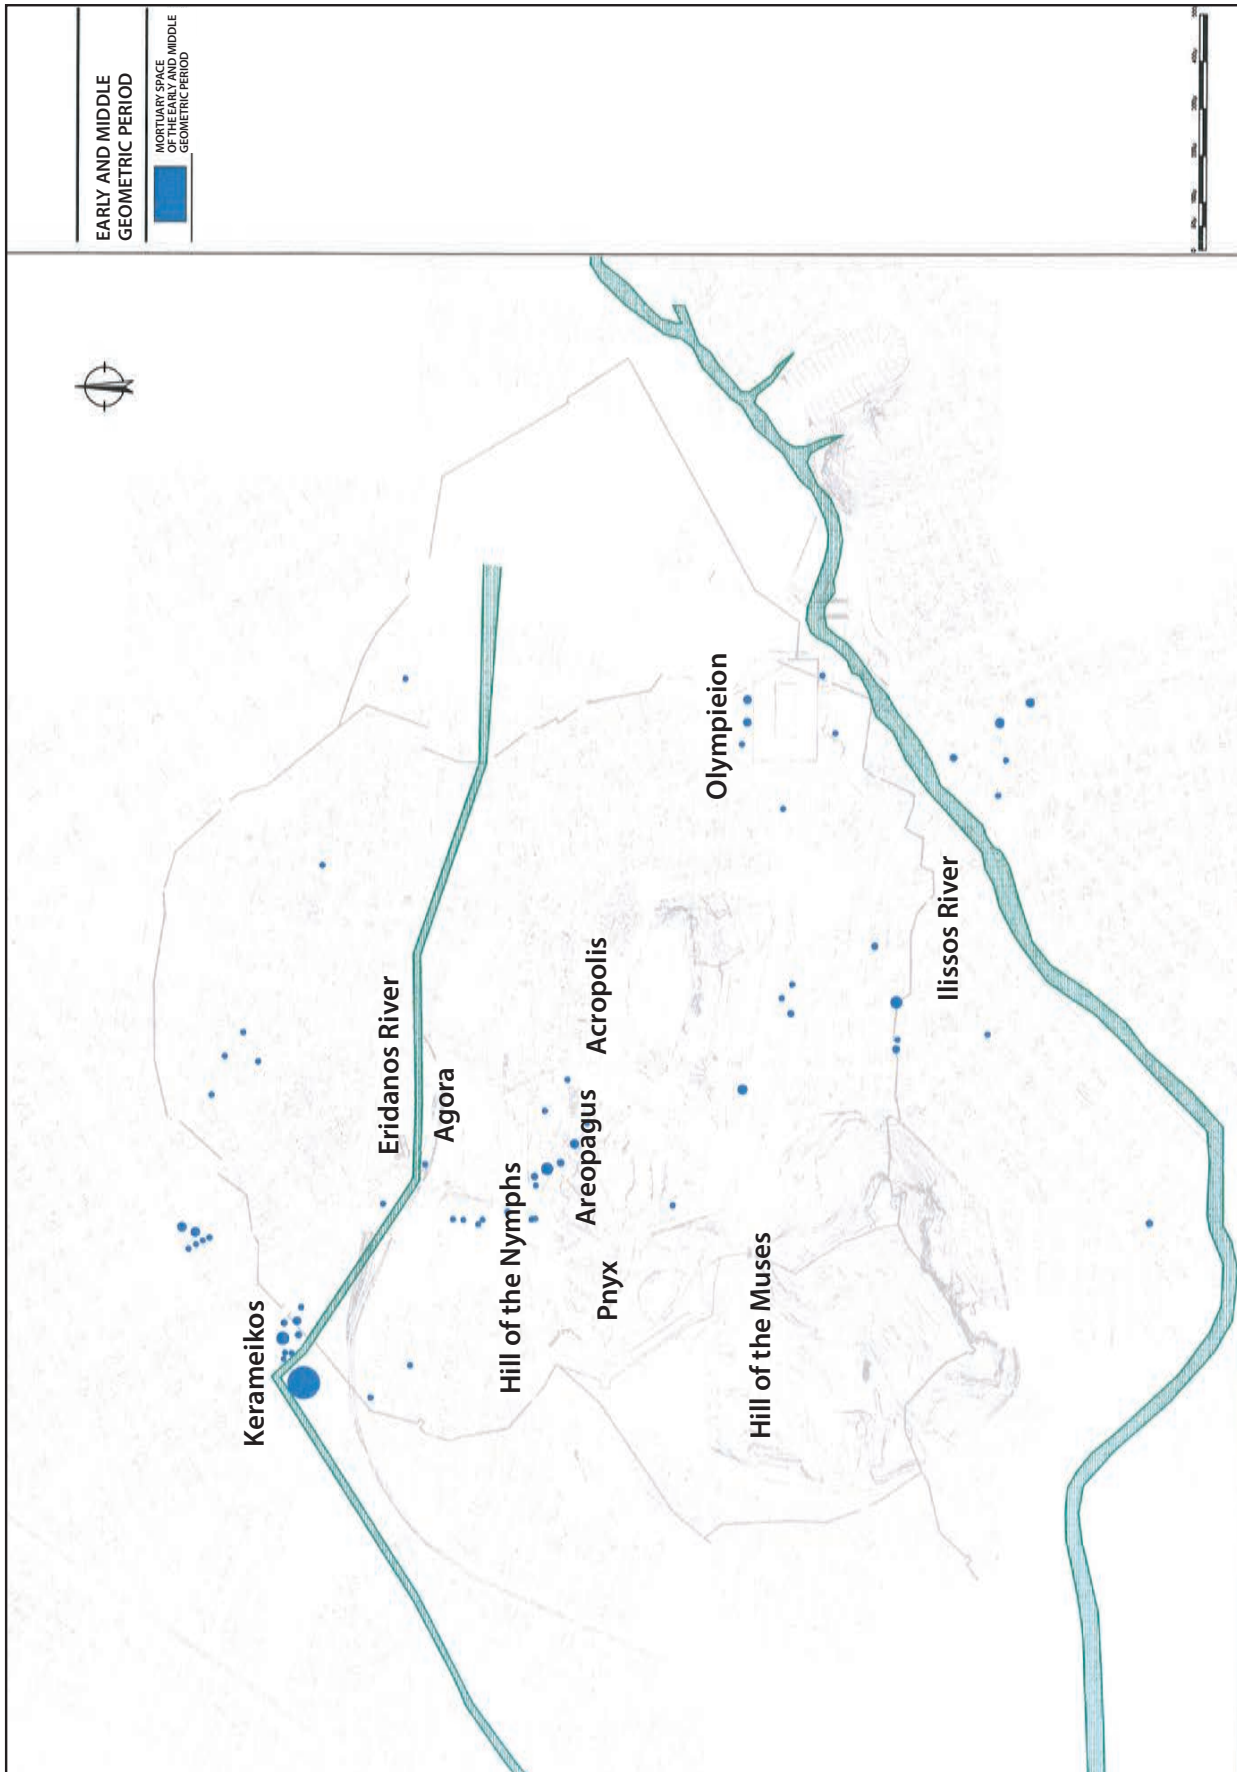 EARLY AND MIDDLE
GEOMETRIC PERIOD
MORTUARY SPACE
OF THE EARLY AND MIDDLE
GEOMETRIC PERIOD
Kerameikos
Eridanos River
Agora
Hill of the Nymphs
Areopagus
Acropolis
Pnyx
Olympieion
Hill of the Muses
Ilissos River